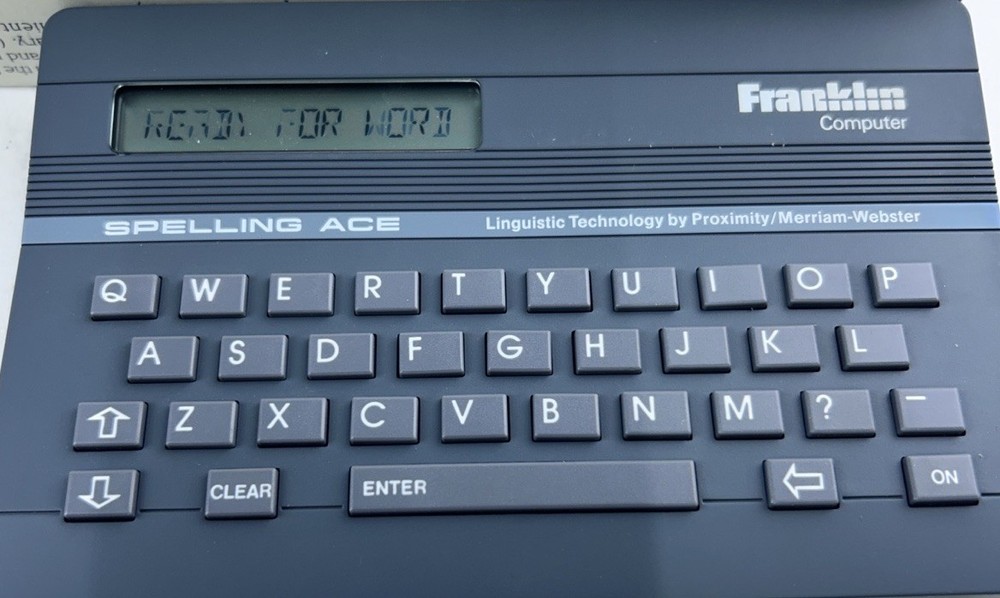 READY FOR WORD
Franklin
Computer
SPELLING ACE
Linguistic Technology by Proximity/Merriam-Webster
Q W E R T Y U I O P
A S D F G H J K L
Z X C V B N M ? -
CLEAR ENTER ON